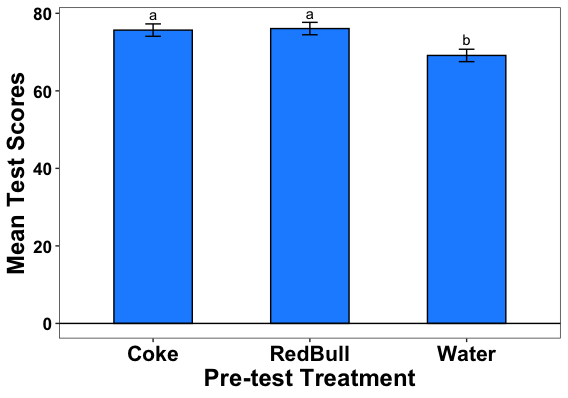 80
60
40
20
0
Mean Test Scores
a
a
b
Coke
RedBull
Water
Pre-test Treatment